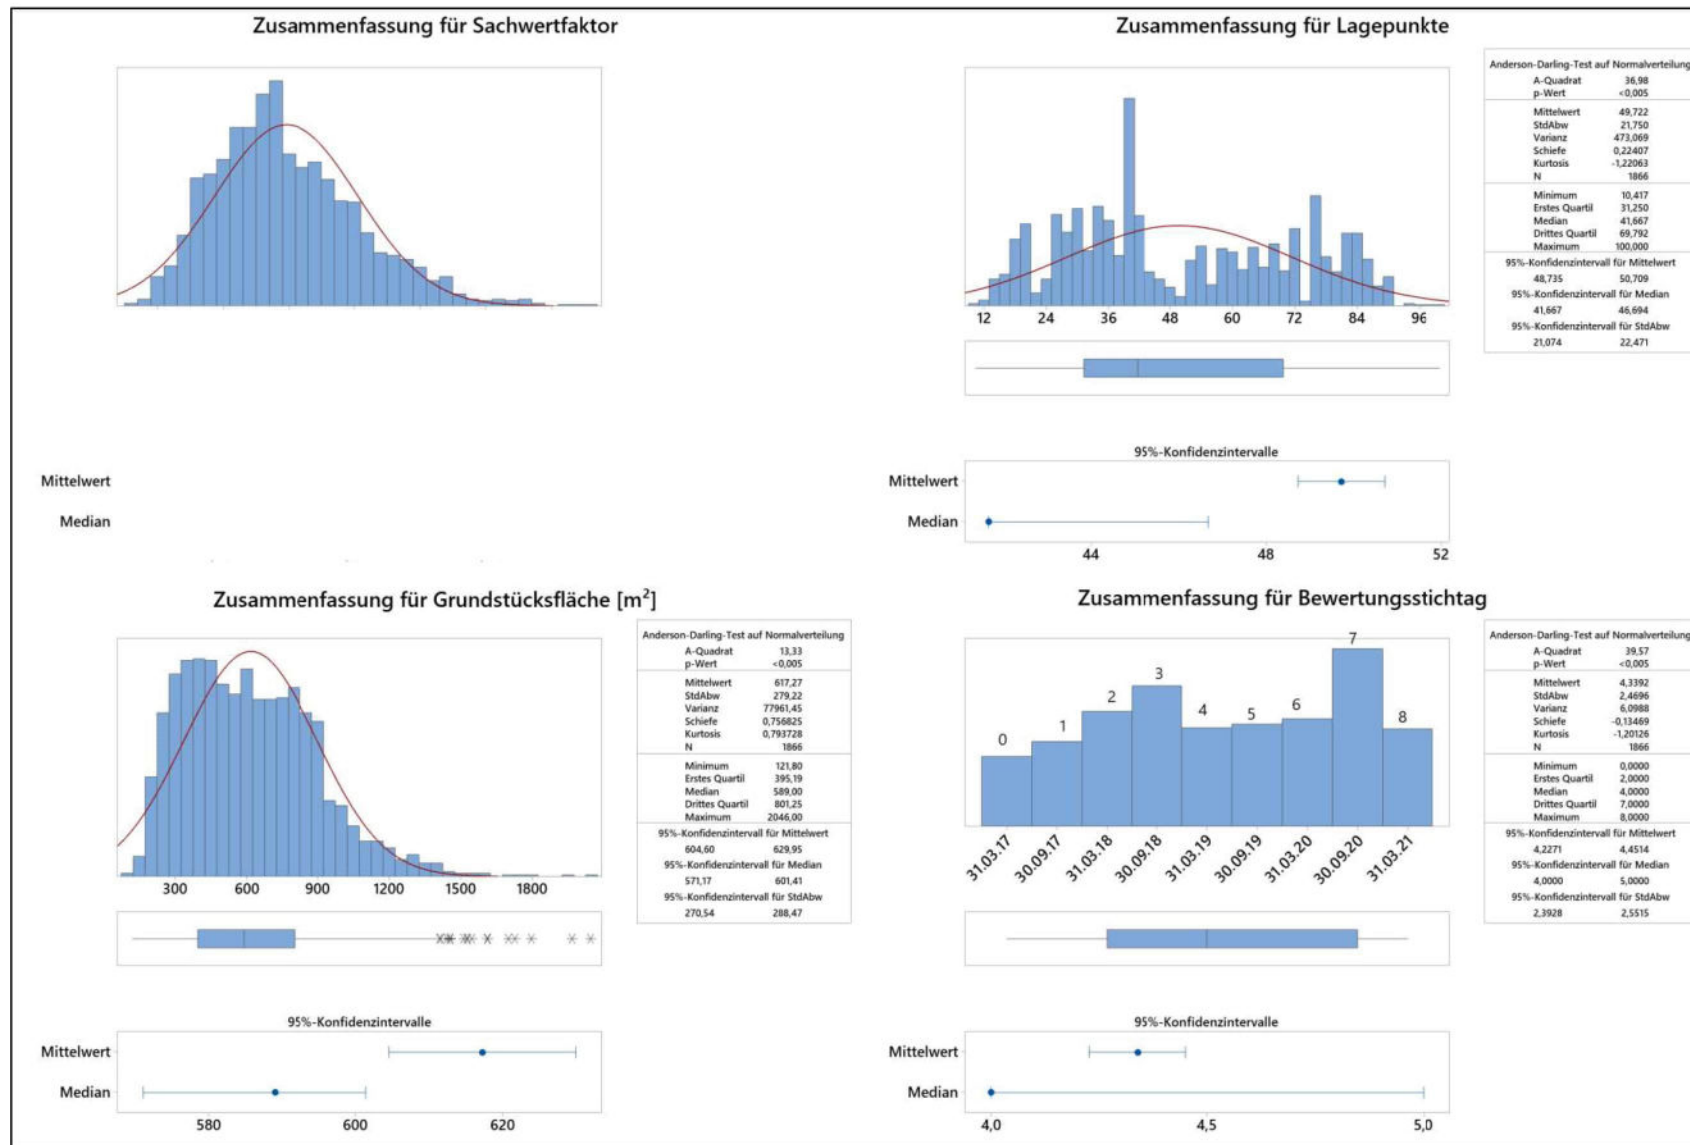 Zusammenfassung für Sachwertfaktor
Mittelwert
Median
Zusammenfassung für Lagepunkte
12 24 36 48 60 72 84 96
95%-Konfidenzintervalle
Mittelwert
Median
44 48 52
Anderson-Darling-Test auf Normalverteilung
A-Quadrat 36,98
p-Wert <0,005
Mittelwert 49,722
StdAbw 21,750
Varianz 473,069
Schiefe 0,22407
Kurtosis -1,22063
N 1866
Minimum 10,417
Erstes Quartil 31,250
Median 41,667
Drittes Quartil 69,792
Maximum 100,000
95%-Konfidenzintervall für Mittelwert
48,735 50,709
95%-Konfidenzintervall für Median
41,667 46,694
95%-Konfidenzintervall für StdAbw
21,074 22,471
Zusammenfassung für Grundstücksfläche [m²]
300 600 900 1200 1500 1800
95%-Konfidenzintervalle
Mittelwert
Median
580 600 620
Anderson-Darling-Test auf Normalverteilung
A-Quadrat 13,33
p-Wert <0,005
Mittelwert 617,27
StdAbw 279,22
Varianz 77961,45
Schiefe 0,756825
Kurtosis 0,793728
N 1866
Minimum 121,80
Erstes Quartil 395,19
Median 589,00
Drittes Quartil 801,25
Maximum 2046,00
95%-Konfidenzintervall für Mittelwert
604,60 629,95
95%-Konfidenzintervall für Median
571,17 601,41
95%-Konfidenzintervall für StdAbw
270,54 288,47
Zusammenfassung für Bewertungsstichtag
0 1 2 3 4 5 6 7 8
31.03.17 30.09.17 31.03.18 30.09.18 31.03.19 30.09.19 31.03.20 30.09.20 31.03.21
95%-Konfidenzintervalle
Mittelwert
Median
4,0 4,5 5,0
Anderson-Darling-Test auf Normalverteilung
A-Quadrat 39,57
p-Wert <0,005
Mittelwert 4,3392
StdAbw 2,4696
Varianz 6,0988
Schiefe -0,13469
Kurtosis -1,20126
N 1866
Minimum 0,0000
Erstes Quartil 2,0000
Median 4,0000
Drittes Quartil 7,0000
Maximum 8,0000
95%-Konfidenzintervall für Mittelwert
4,2271 4,4514
95%-Konfidenzintervall für Median
4,0000 5,0000
95%-Konfidenzintervall für StdAbw
2,3928 2,5515